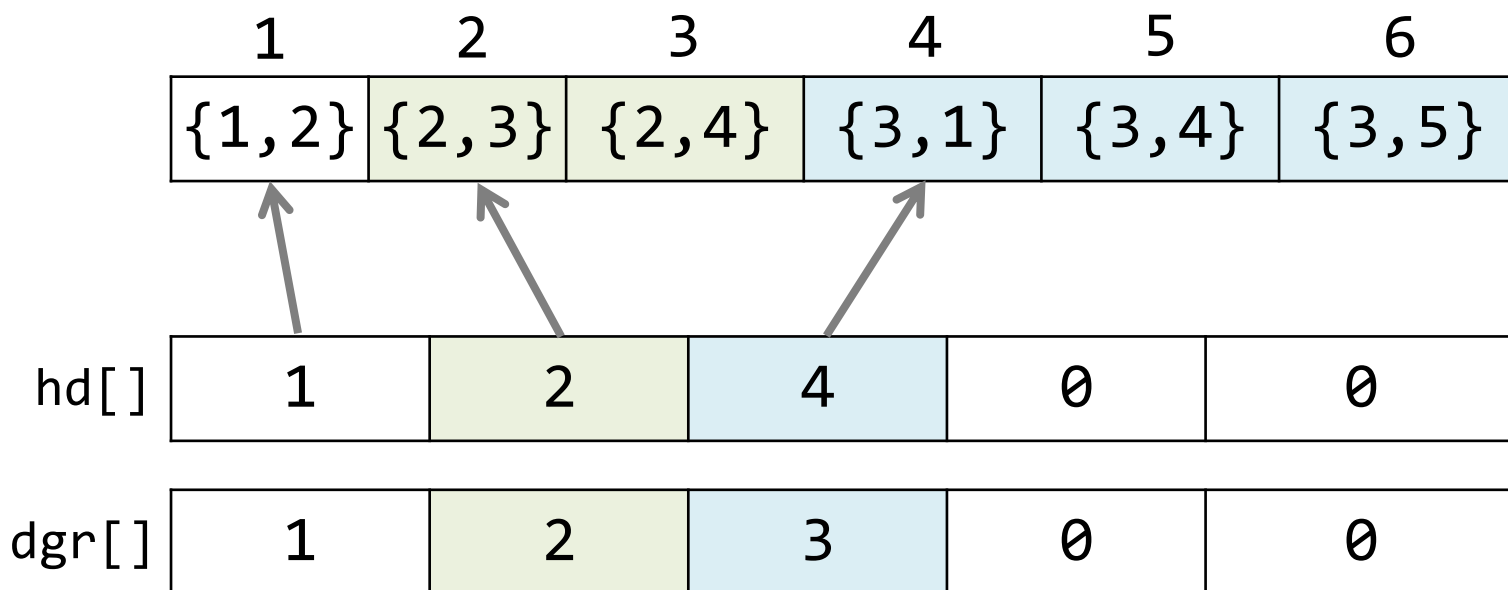 1 2 3 4 5 6
{1,2} {2,3} {2,4} {3,1} {3,4} {3,5}
hd[] 1 2 4 0 0
dgr[] 1 2 3 0 0